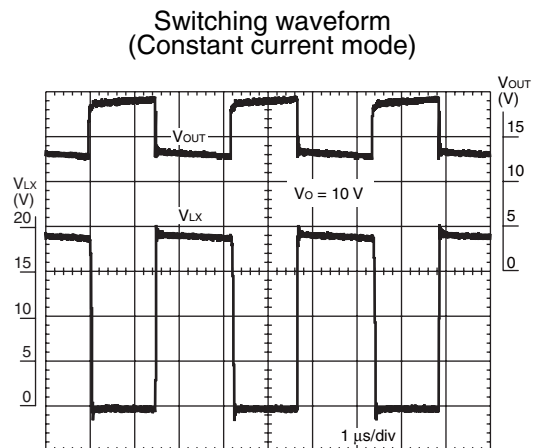 Switching waveform
(Constant current mode)
VOUT
(V)
15
10
5
0
VLX
(V)
20
15
10
5
0
VOUT
VO = 10 V
VLX
1 µs/div